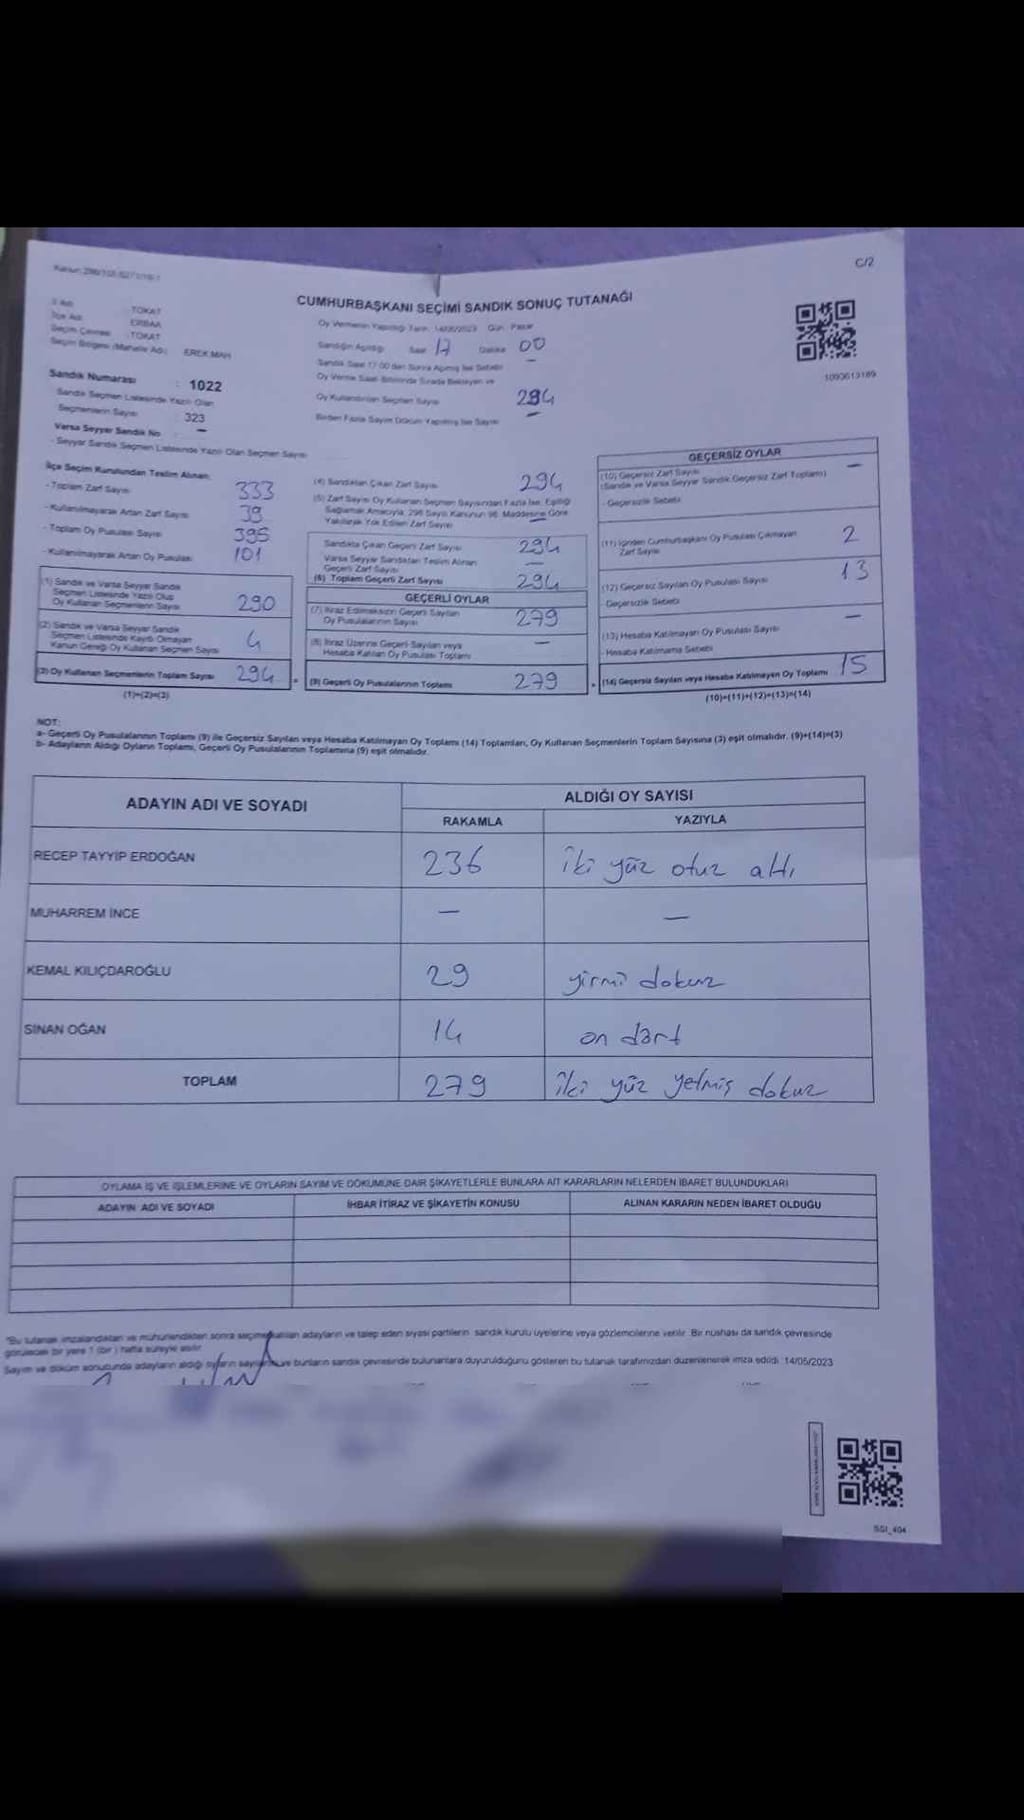 C/2
CUMHURBAŞKANI SEÇİMİ SANDIK SONUÇ TUTANAĞI
İl Adı : TOKAT
İlçe Adı : ERBAA
Seçim Çevresi : TOKAT
Seçim Bölgesi (Mahalle Adı) : EREK MAH
Sandık Numarası : 1022
Sandık Seçmen Listesinde Yazılı Olan
Seçmenlerin Sayısı : 323
Varsa Seyyar Sandık No : –
- Seyyar Sandık Seçmen Listesinde Yazılı Olan Seçmen Sayısı
Oy Vermenin Yapıldığı Tarih: 14/05/2023 Gün: Pazar
Sandığın Açıldığı Saat 17 Dakika 00
Sandık Saat 17.00'den Sonra Açılmış İse Sebebi –
Oy Verme Saati Bitiminde Sırada Bekleyen ve
Oy Kullandırılan Seçmen Sayısı 294
Birden Fazla Sayım Döküm Yapılmış İse Sayısı –
1093613189
İlçe Seçim Kurulundan Teslim Alınan:
- Toplam Zarf Sayısı 333
- Kullanılmayarak Artan Zarf Sayısı 39
- Toplam Oy Pusulası Sayısı 395
- Kullanılmayarak Artan Oy Pusulası 101
(1) Sandık ve Varsa Seyyar Sandık
Seçmen Listesinde Yazılı Olup
Oy Kullanan Seçmenlerin Sayısı 290
(2) Sandık ve Varsa Seyyar Sandık
Seçmen Listesinde Kayıtlı Olmayan
Kanun Gereği Oy Kullanan Seçmen Sayısı 4
(3) Oy Kullanan Seçmenlerin Toplam Sayısı 294
(1)+(2)=(3)
(4) Sandıktan Çıkan Zarf Sayısı 294
(5) Zarf Sayısı Oy Kullanan Seçmen Sayısından Fazla İse, Eşitliği
Sağlamak Amacıyla, 298 Sayılı Kanunun 98. Maddesine Göre
Yakılarak Yok Edilen Zarf Sayısı –
Sandıkta Çıkan Geçerli Zarf Sayısı 294
Varsa Seyyar Sandıktan Teslim Alınan
Geçerli Zarf Sayısı –
(6) Toplam Geçerli Zarf Sayısı 294
GEÇERLİ OYLAR
(7) İtiraz Edilmeksizin Geçerli Sayılan
Oy Pusulalarının Sayısı 279
(8) İtiraz Üzerine Geçerli Sayılan veya
Hesaba Katılan Oy Pusulası Toplamı –
(9) Geçerli Oy Pusulalarının Toplamı 279
GEÇERSİZ OYLAR
(10) Geçersiz Zarf Sayısı –
(Sandık ve Varsa Seyyar Sandık Geçersiz Zarf Toplamı)
- Geçersizlik Sebebi
(11) İçinden Cumhurbaşkanı Oy Pusulası Çıkmayan
Zarf Sayısı 2
(12) Geçersiz Sayılan Oy Pusulası Sayısı 13
- Geçersizlik Sebebi
(13) Hesaba Katılmayan Oy Pusulası Sayısı –
- Hesaba Katılmama Sebebi
(14) Geçersiz Sayılan veya Hesaba Katılmayan Oy Toplamı 15
(10)+(11)+(12)+(13)=(14)
NOT:
a- Geçerli Oy Pusulalarının Toplamı (9) ile Geçersiz Sayılan veya Hesaba Katılmayan Oy Toplamı (14) Toplamları, Oy Kullanan Seçmenlerin Toplam Sayısına (3) eşit olmalıdır. (9)+(14)=(3)
b- Adayların Aldığı Oyların Toplamı, Geçerli Oy Pusulalarının Toplamına (9) eşit olmalıdır.
ADAYIN ADI VE SOYADI
ALDIĞI OY SAYISI
RAKAMLA YAZIYLA
RECEP TAYYİP ERDOĞAN 236 iki yüz otuz altı
MUHARREM İNCE – –
KEMAL KILIÇDAROĞLU 29 yirmi dokuz
SİNAN OĞAN 14 on dört
TOPLAM 279 iki yüz yetmiş dokuz
OYLAMA İŞ VE İŞLEMLERİNE VE OYLARIN SAYIM VE DÖKÜMÜNE DAİR ŞİKAYETLERLE BUNLARA AİT KARARLARIN NELERDEN İBARET BULUNDUKLARI
ADAYIN ADI VE SOYADI İHBAR İTİRAZ VE ŞİKAYETİN KONUSU ALINAN KARARIN NEDEN İBARET OLDUĞU
*Bu tutanak imzalandıktan ve mühürlendikten sonra seçime katılan adayların ve talep eden siyasi partilerin sandık kurulu üyelerine veya gözlemcilerine verilir. Bir nüshası da sandık çevresinde
görülecek bir yere 1 (bir) hafta süreyle asılır.
Sayım ve döküm sonucunda adayların aldığı oyların sayılarını ve bunların sandık çevresinde bulunanlara duyurulduğunu gösteren bu tutanak tarafımızdan düzenlenerek imza edildi. 14/05/2023